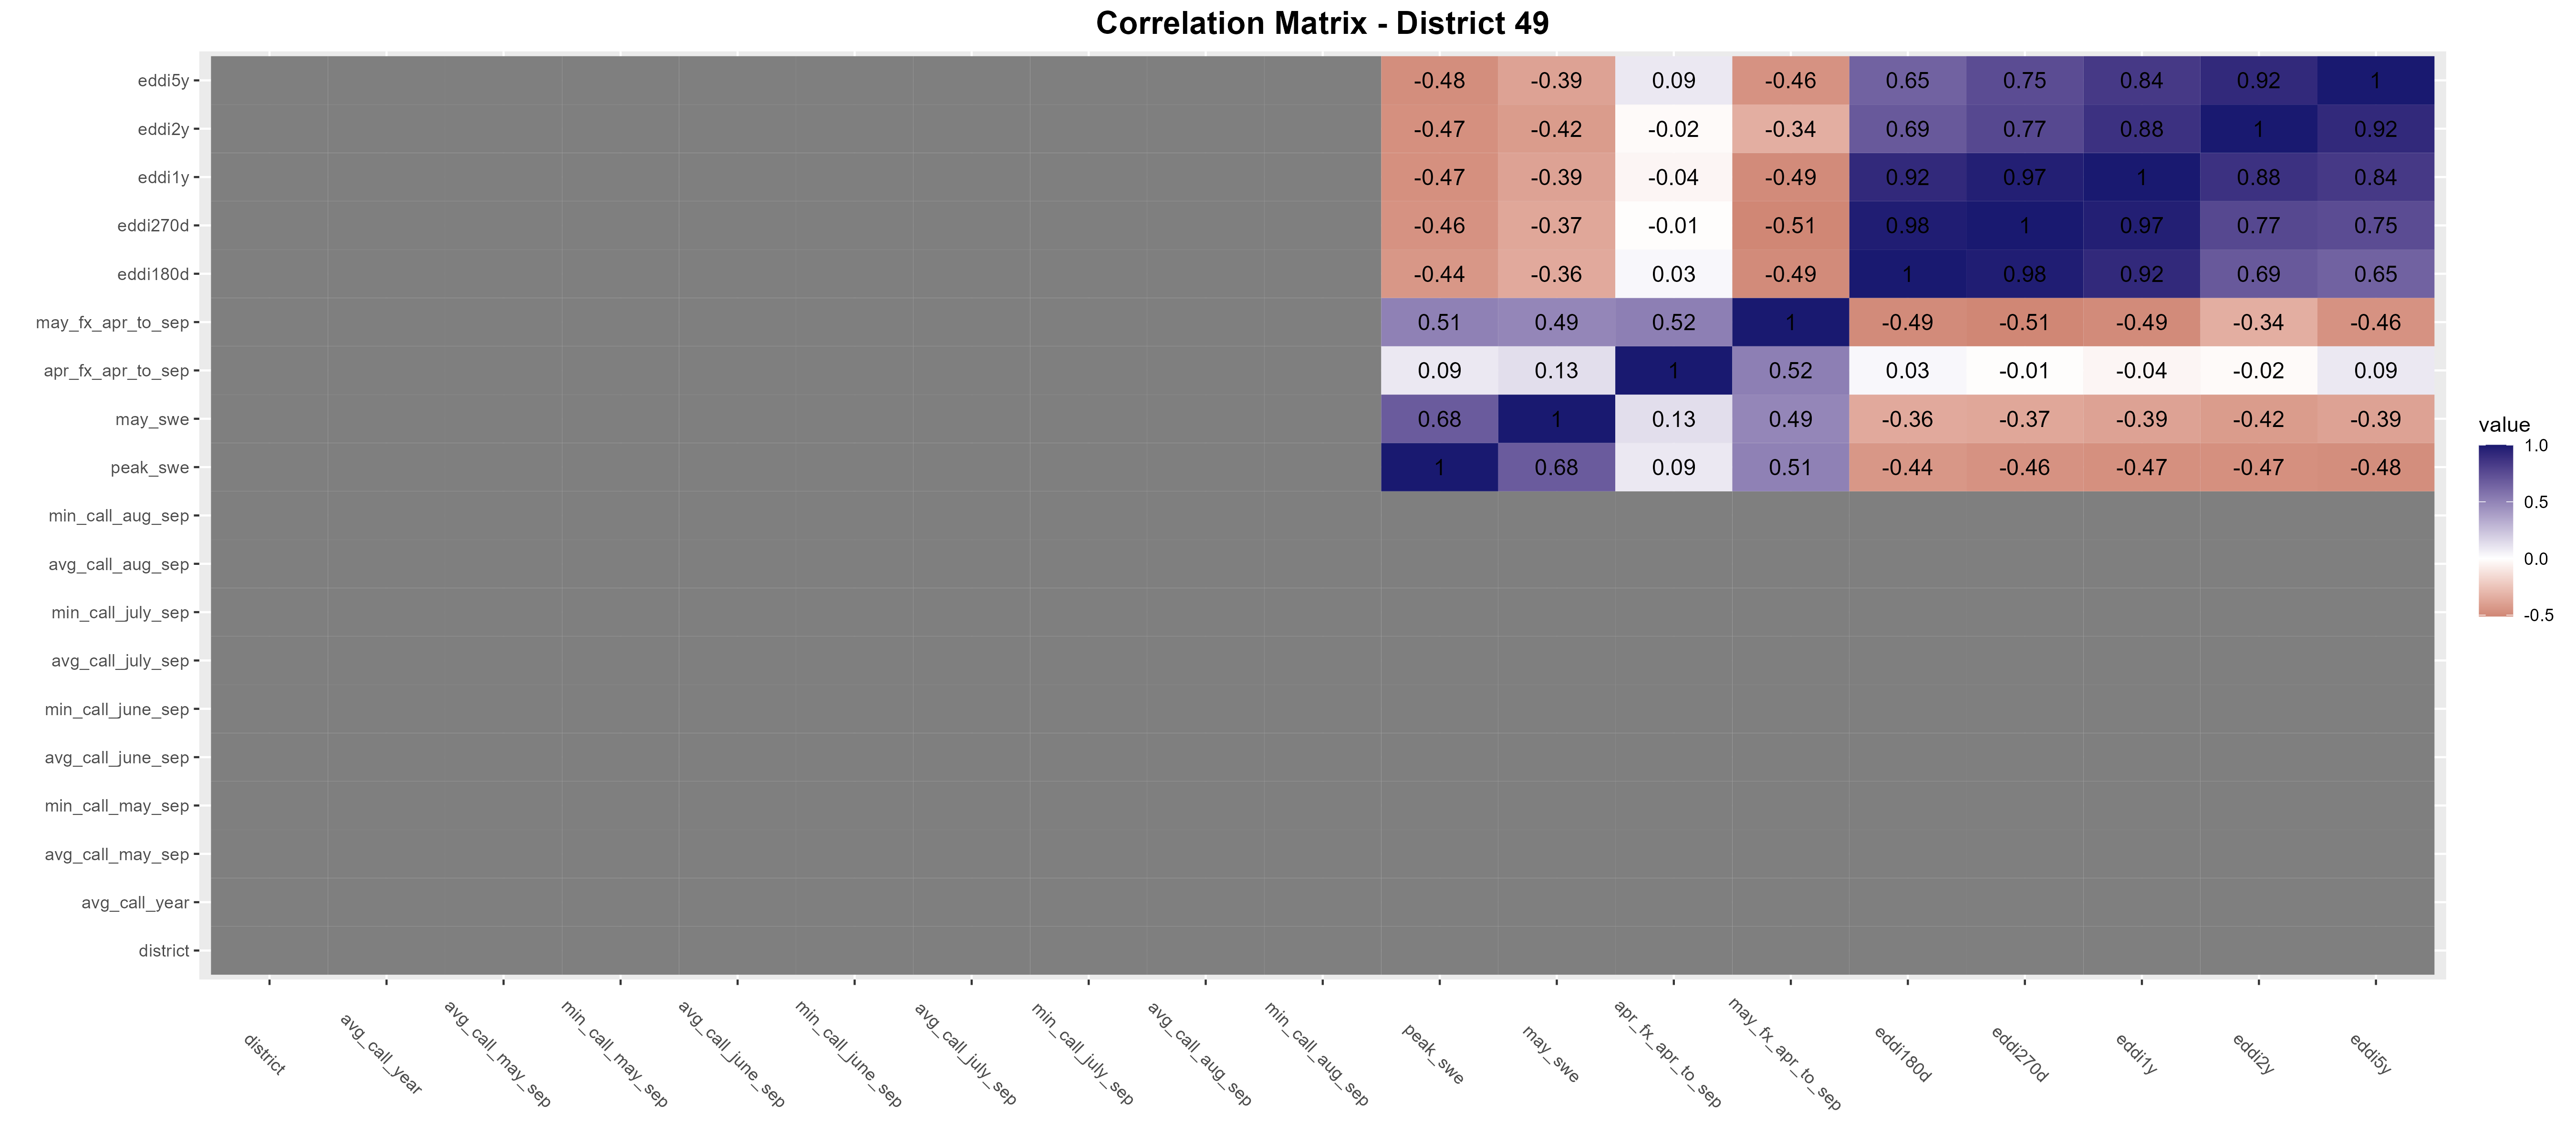 Correlation Matrix - District 49
eddi5y -0.48 -0.39 0.09 -0.46 0.65 0.75 0.84 0.92 1
eddi2y -0.47 -0.42 -0.02 -0.34 0.69 0.77 0.88 1 0.92
eddi1y -0.47 -0.39 -0.04 -0.49 0.92 0.97 1 0.88 0.84
eddi270d -0.46 -0.37 -0.01 -0.51 0.98 1 0.97 0.77 0.75
eddi180d -0.44 -0.36 0.03 -0.49 1 0.98 0.92 0.69 0.65
may_fx_apr_to_sep 0.51 0.49 0.52 1 -0.49 -0.51 -0.49 -0.34 -0.46
apr_fx_apr_to_sep 0.09 0.13 1 0.52 0.03 -0.01 -0.04 -0.02 0.09
may_swe 0.68 1 0.13 0.49 -0.36 -0.37 -0.39 -0.42 -0.39
peak_swe 1 0.68 0.09 0.51 -0.44 -0.46 -0.47 -0.47 -0.48
min_call_aug_sep
avg_call_aug_sep
min_call_july_sep
avg_call_july_sep
min_call_june_sep
avg_call_june_sep
min_call_may_sep
avg_call_may_sep
avg_call_year
district
district
avg_call_year
avg_call_may_sep
min_call_may_sep
avg_call_june_sep
min_call_june_sep
avg_call_july_sep
min_call_july_sep
avg_call_aug_sep
min_call_aug_sep
peak_swe
may_swe
apr_fx_apr_to_sep
may_fx_apr_to_sep
eddi180d
eddi270d
eddi1y
eddi2y
eddi5y
value
1.0
0.5
0.0
-0.5